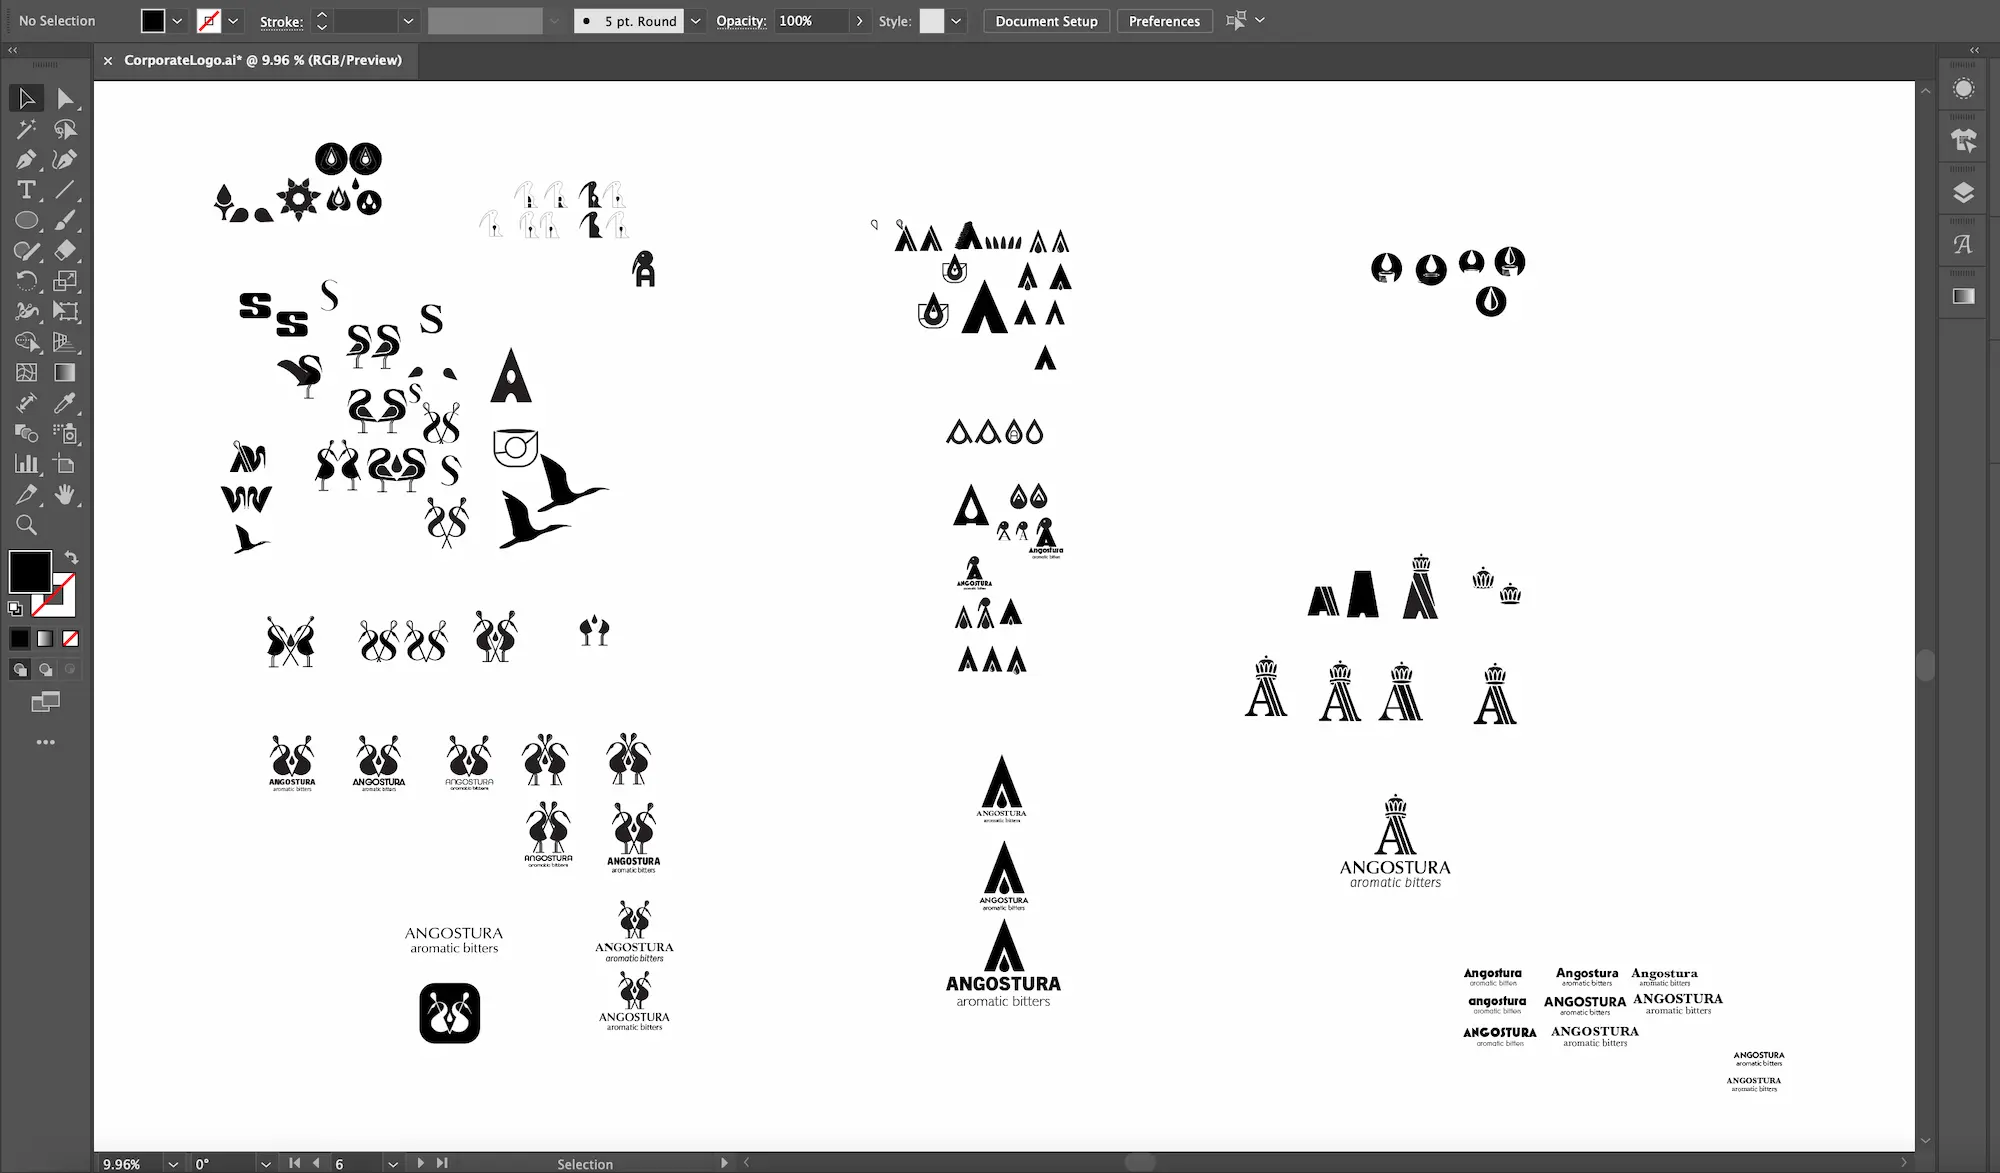 No Selection
Stroke:
5 pt. Round
Opacity: 100%
Style:
Document Setup
Preferences
CorporateLogo.ai* @ 9.96 % (RGB/Preview)
S
S
S
S
A
Angostura
aromatic bitters
ANGOSTURA
ANGOSTURA
aromatic bitters
ANGOSTURA
aromatic bitters
ANGOSTURA
aromatic bitters
ANGOSTURA
aromatic bitters
ANGOSTURA
aromatic bitters
ANGOSTURA
aromatic bitters
ANGOSTURA
aromatic bitters
ANGOSTURA
aromatic bitters
ANGOSTURA
aromatic bitters
ANGOSTURA
aromatic bitters
ANGOSTURA
aromatic bitters
ANGOSTURA
aromatic bitters
ANGOSTURA
aromatic bitters
Angostura
aromatic bitters
Angostura
aromatic bitters
Angostura
aromatic bitters
angostura
aromatic bitters
ANGOSTURA
aromatic bitters
ANGOSTURA
aromatic bitters
ANGOSTURA
aromatic bitters
ANGOSTURA
aromatic bitters
ANGOSTURA
aromatic bitters
ANGOSTURA
aromatic bitters
9.96%
0°
6
Selection